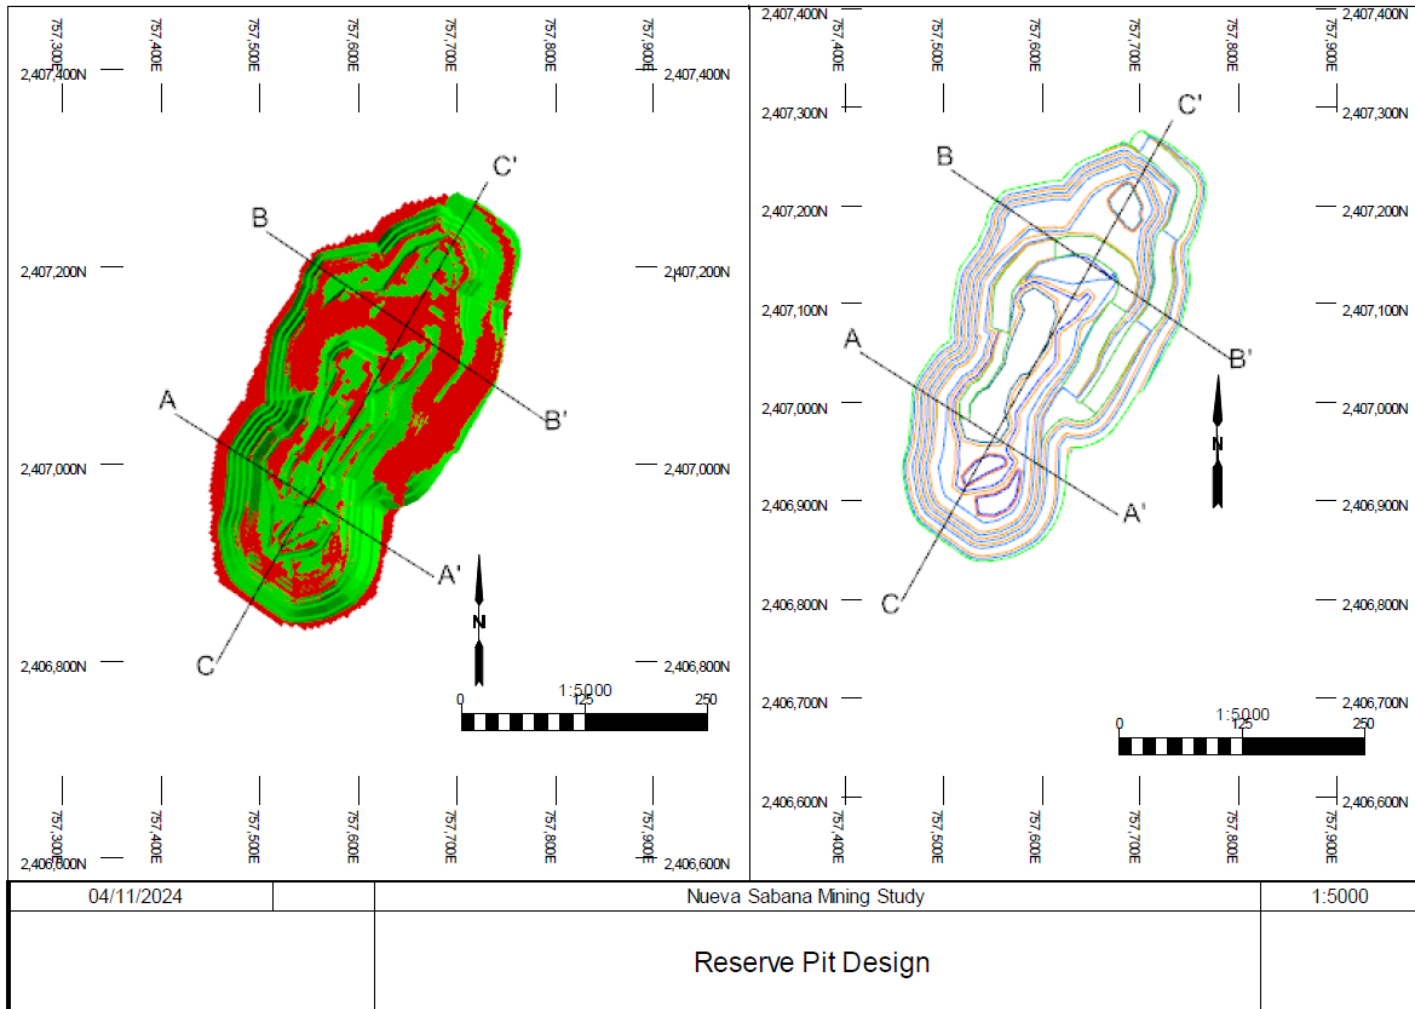 757,300E 757,400E 757,500E 757,600E 757,700E 757,800E 757,900E
2,407,400N 2,407,400N
C'
B
2,407,200N 2,407,200N
A
B'
2,407,000N 2,407,000N
A'
C
N
2,406,800N 2,406,800N
1:5000
0 125 250
757,300E 757,400E 757,500E 757,600E 757,700E 757,800E 757,900E
2,406,600N 2,406,600N
2,407,400N 2,407,400N
757,400E 757,500E 757,600E 757,700E 757,800E 757,900E
2,407,300N 2,407,300N
C'
B
2,407,200N 2,407,200N
2,407,100N 2,407,100N
A
B'
2,407,000N 2,407,000N
N
2,406,900N 2,406,900N
A'
C
2,406,800N 2,406,800N
2,406,700N 2,406,700N
1:5000
0 125 250
2,406,600N 2,406,600N
757,400E 757,500E 757,600E 757,700E 757,800E 757,900E
04/11/2024 Nueva Sabana Mining Study 1:5000
Reserve Pit Design